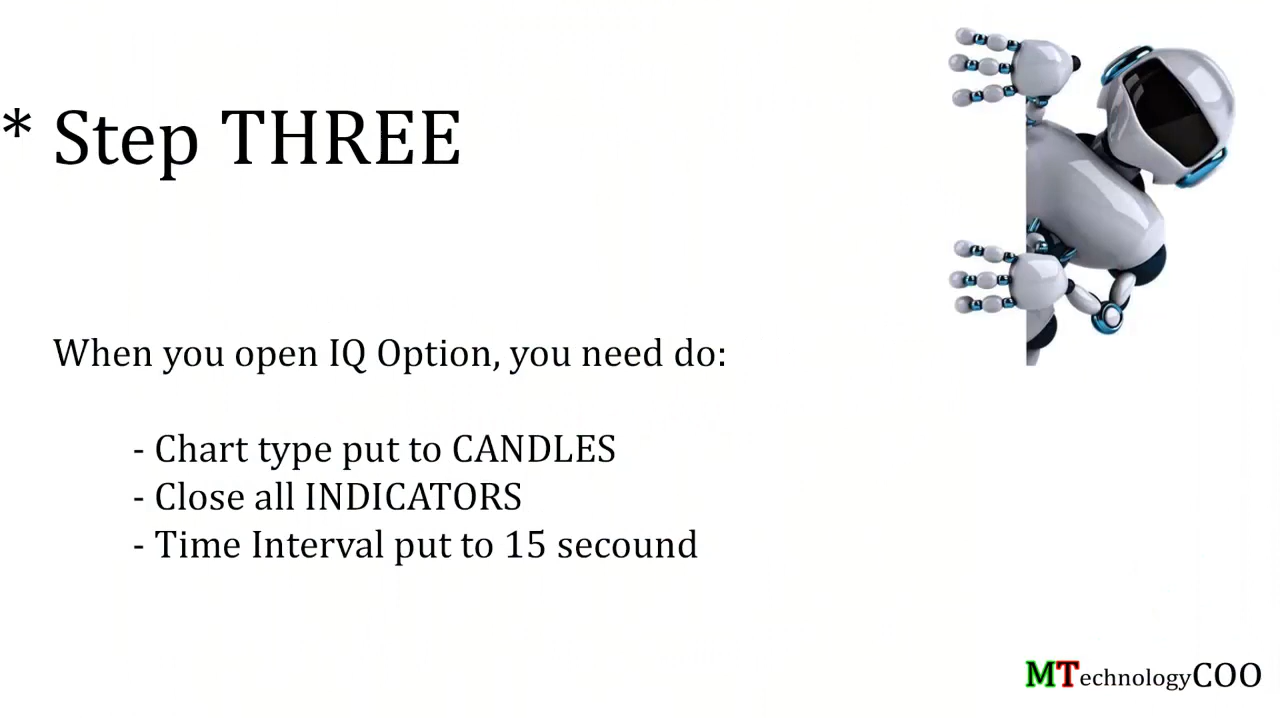 * Step THREE
When you open IQ Option, you need do:
- Chart type put to CANDLES
- Close all INDICATORS
- Time Interval put to 15 secound
MTechnologyCOO